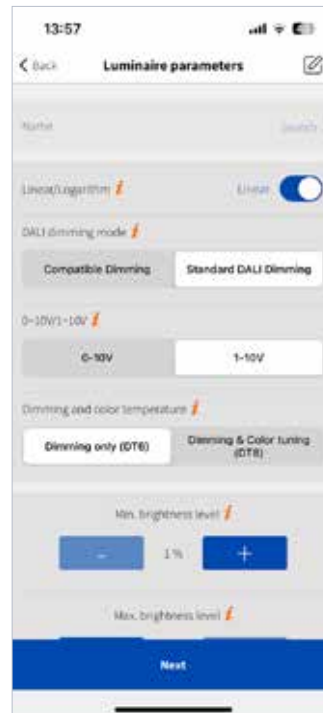 13:57
Back
Luminaire parameters
Name
Search
Linear/Logarithm i
Linear
DALI dimming mode i
Compatible Dimming
Standard DALI Dimming
0-10V/1-10V i
0-10V
1-10V
Dimming and color temperature i
Dimming only (DT6)
Dimming & Color tuning
(DT8)
Min. brightness level i
- 1 % +
Max. brightness level i
Next